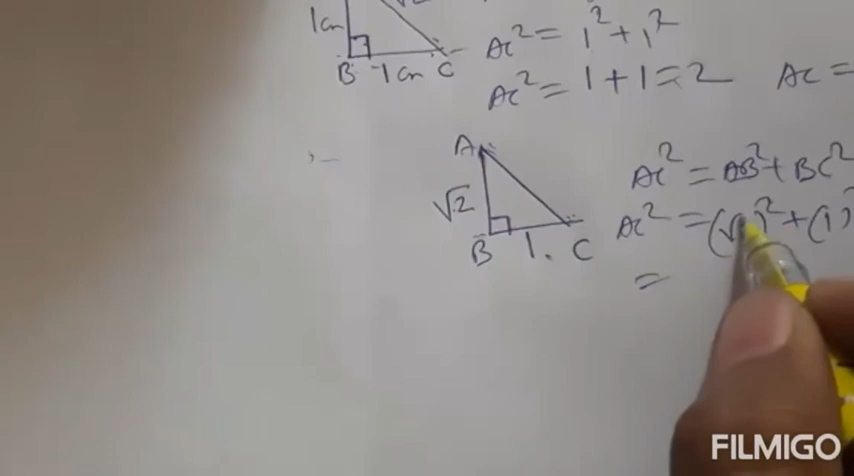 1cm √2
B 1cm C
AC² = 1² + 1²
AC² = 1 + 1 = 2 AC =
A
√2
B 1. C
AC² = AB² + BC²
AC² = (√ )² + (1)²
=
FILMIGO